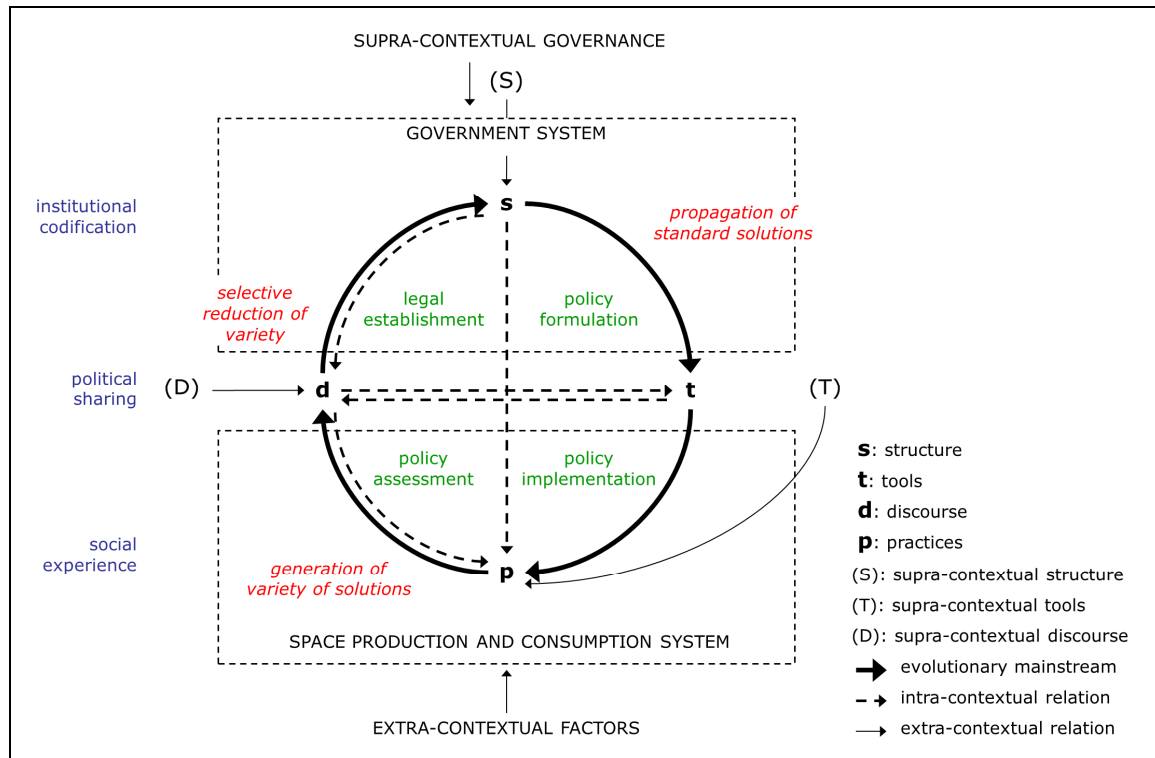 SUPRA-CONTEXTUAL GOVERNANCE
(S)
GOVERNMENT SYSTEM
institutional
codification
s
propagation of
standard solutions
selective
reduction of
variety
legal
establishment
policy
formulation
political
sharing
(D)
d
t
(T)
policy
assessment
policy
implementation
social
experience
generation of
variety of solutions
p
SPACE PRODUCTION AND CONSUMPTION SYSTEM
EXTRA-CONTEXTUAL FACTORS
s: structure
t: tools
d: discourse
p: practices
(S): supra-contextual structure
(T): supra-contextual tools
(D): supra-contextual discourse
evolutionary mainstream
intra-contextual relation
extra-contextual relation